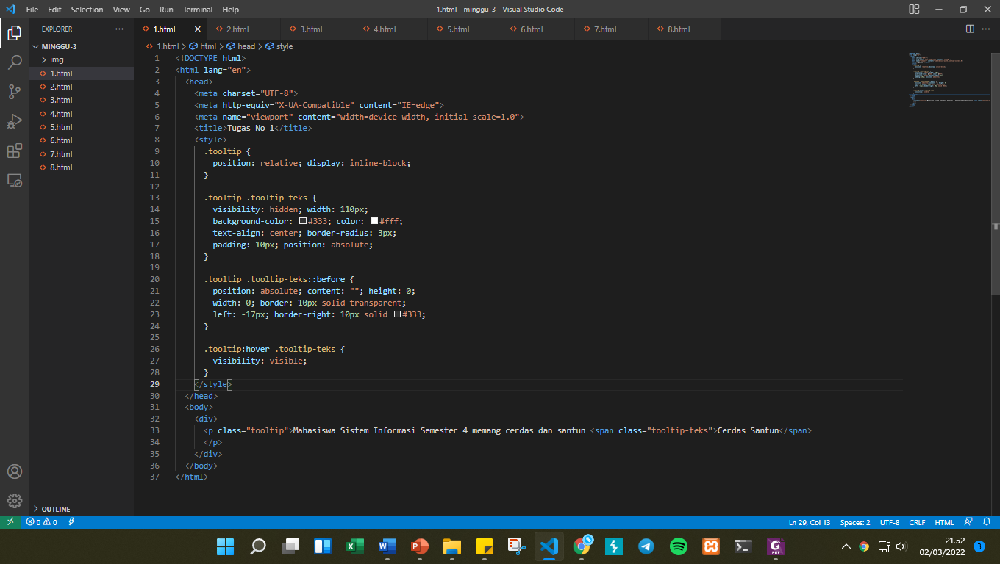 File Edit Selection View Go Run Terminal Help 1.html - minggu-3 - Visual Studio Code
EXPLORER ···
MINGGU-3
img
1.html
2.html
3.html
4.html
5.html
6.html
7.html
8.html
OUTLINE
1.html 2.html 3.html 4.html 5.html 6.html 7.html 8.html
1.html > html > head > style
1 <!DOCTYPE html>
2 <html lang="en">
3 <head>
4 <meta charset="UTF-8">
5 <meta http-equiv="X-UA-Compatible" content="IE=edge">
6 <meta name="viewport" content="width=device-width, initial-scale=1.0">
7 <title>Tugas No 1</title>
8 <style>
9 .tooltip {
10 position: relative; display: inline-block;
11 }
12
13 .tooltip .tooltip-teks {
14 visibility: hidden; width: 110px;
15 background-color: #333; color: #fff;
16 text-align: center; border-radius: 3px;
17 padding: 10px; position: absolute;
18 }
19
20 .tooltip .tooltip-teks::before {
21 position: absolute; content: ""; height: 0;
22 width: 0; border: 10px solid transparent;
23 left: -17px; border-right: 10px solid #333;
24 }
25
26 .tooltip:hover .tooltip-teks {
27 visibility: visible;
28 }
29 </style>
30 </head>
31 <body>
32 <div>
33 <p class="tooltip">Mahasiswa Sistem Informasi Semester 4 memang cerdas dan santun <span class="tooltip-teks">Cerdas Santun</span>
34 </p>
35 </div>
36 </body>
37 </html>
0 0 Ln 29, Col 13 Spaces: 2 UTF-8 CRLF HTML
21.52
02/03/2022
3